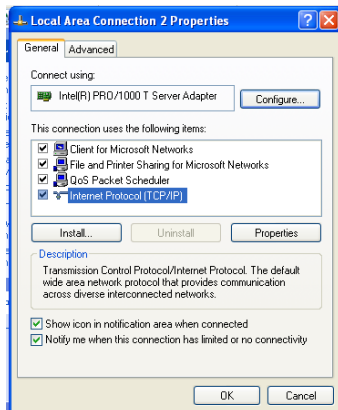 Local Area Connection 2 Properties
General
Advanced
Connect using:
Intel(R) PRO/1000 T Server Adapter
Configure...
This connection uses the following items:
Client for Microsoft Networks
File and Printer Sharing for Microsoft Networks
QoS Packet Scheduler
Internet Protocol (TCP/IP)
Install...
Uninstall
Properties
Description
Transmission Control Protocol/Internet Protocol. The default
wide area network protocol that provides communication
across diverse interconnected networks.
Show icon in notification area when connected
Notify me when this connection has limited or no connectivity
OK
Cancel